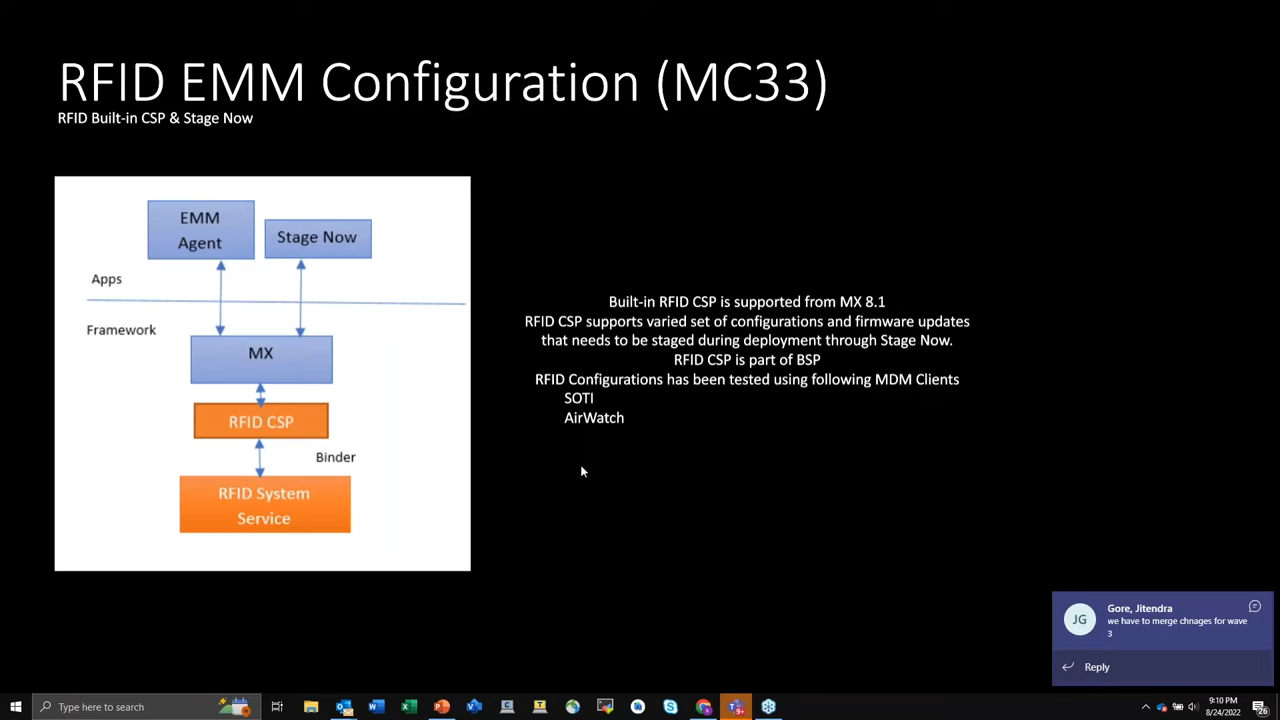 RFID EMM Configuration (MC33)
RFID Built-in CSP & Stage Now
EMM
Agent
Stage Now
Apps
Framework
MX
RFID CSP
Binder
RFID System
Service
Built-in RFID CSP is supported from MX 8.1
RFID CSP supports varied set of configurations and firmware updates
that needs to be staged during deployment through Stage Now.
RFID CSP is part of BSP
RFID Configurations has been tested using following MDM Clients
SOTI
AirWatch
JG
Gore, Jitendra
we have to merge chnages for wave
3
Reply
Type here to search
9:10 PM
8/24/2022